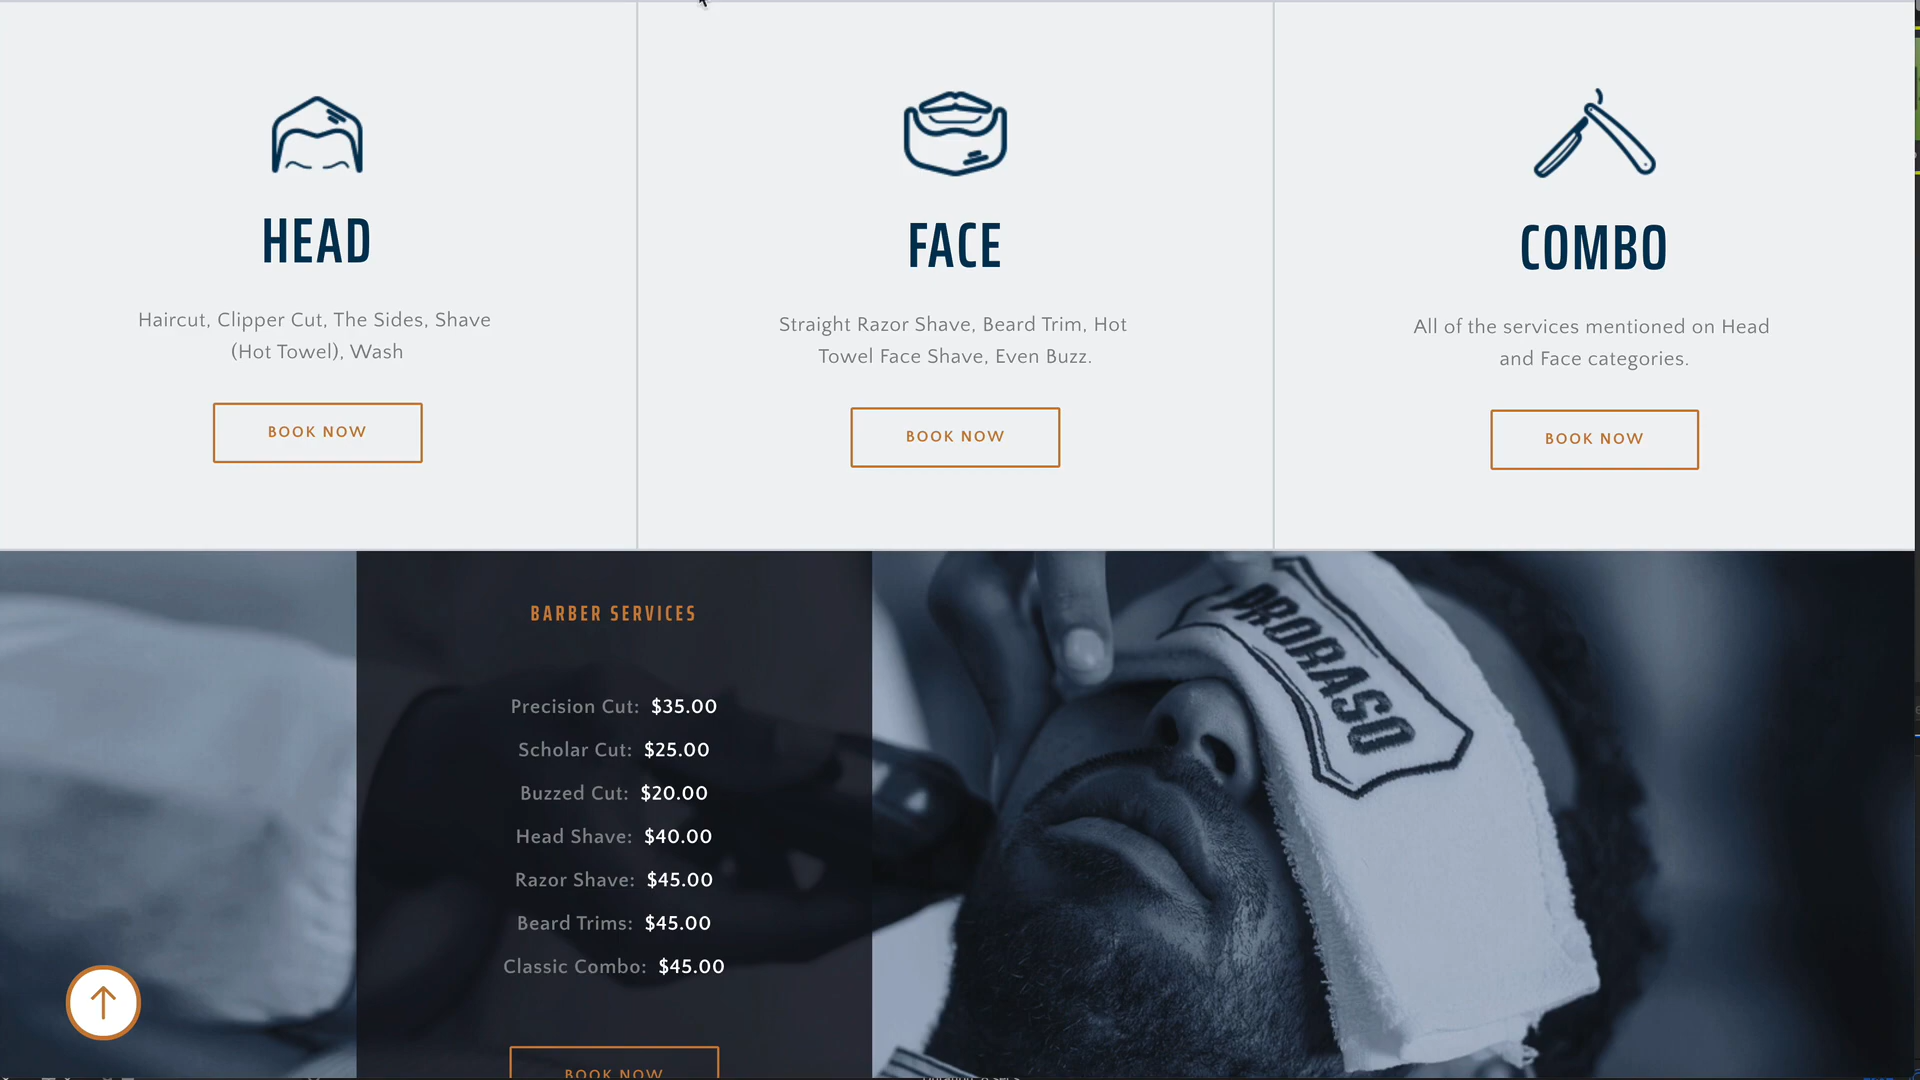 HEAD
Haircut, Clipper Cut, The Sides, Shave
(Hot Towel), Wash
BOOK NOW
FACE
Straight Razor Shave, Beard Trim, Hot
Towel Face Shave, Even Buzz.
BOOK NOW
COMBO
All of the services mentioned on Head
and Face categories.
BOOK NOW
BARBER SERVICES
Precision Cut: $35.00
Scholar Cut: $25.00
Buzzed Cut: $20.00
Head Shave: $40.00
Razor Shave: $45.00
Beard Trims: $45.00
Classic Combo: $45.00
BOOK NOW
PRORASO